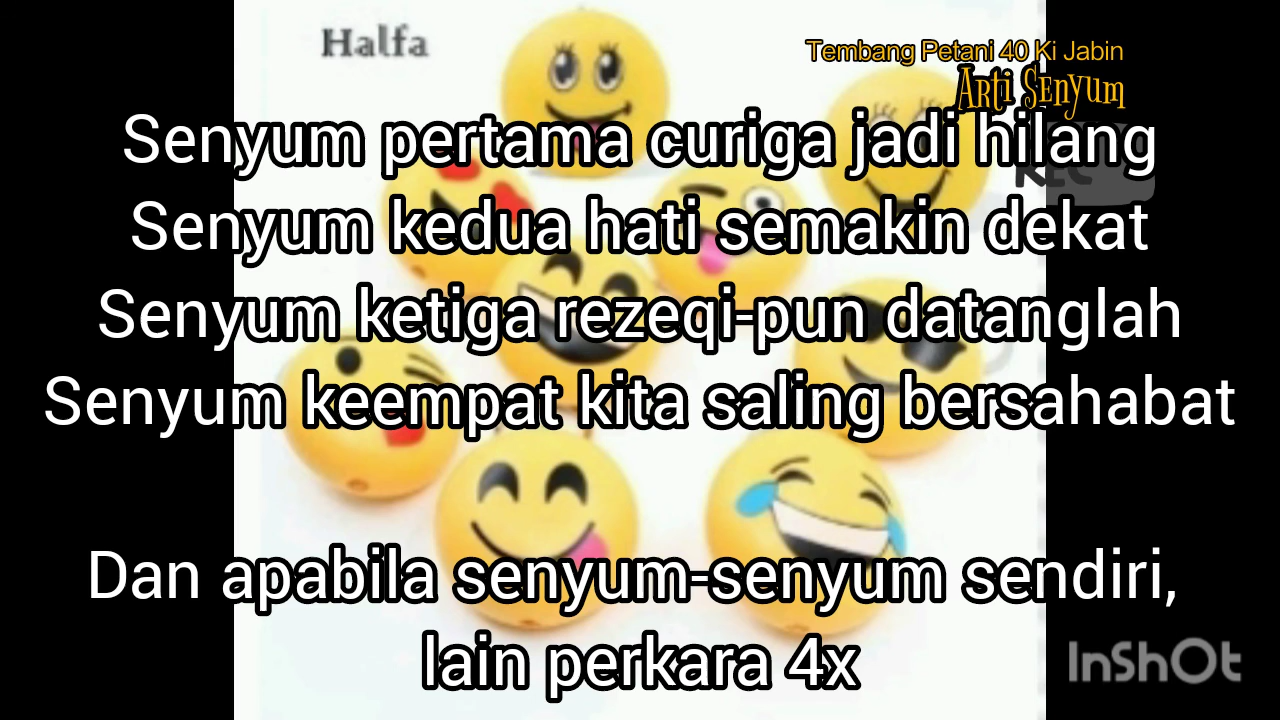 Halfa
Tembang Petani 40 Ki Jabin
Arti Senyum
Senyum pertama curiga jadi hilang
REC
Senyum kedua hati semakin dekat
Senyum ketiga rezeqi-pun datanglah
Senyum keempat kita saling bersahabat
Dan apabila senyum-senyum sendiri,
lain perkara 4x
InShOt